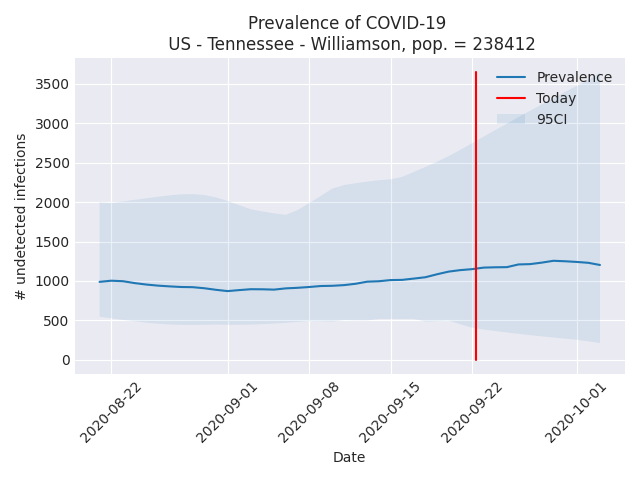 Prevalence of COVID-19
US - Tennessee - Williamson, pop. = 238412
# undetected infections
3500
3000
2500
2000
1500
1000
500
0
Prevalence
Today
95CI
2020-08-22
2020-09-01
2020-09-08
2020-09-15
2020-09-22
2020-10-01
Date